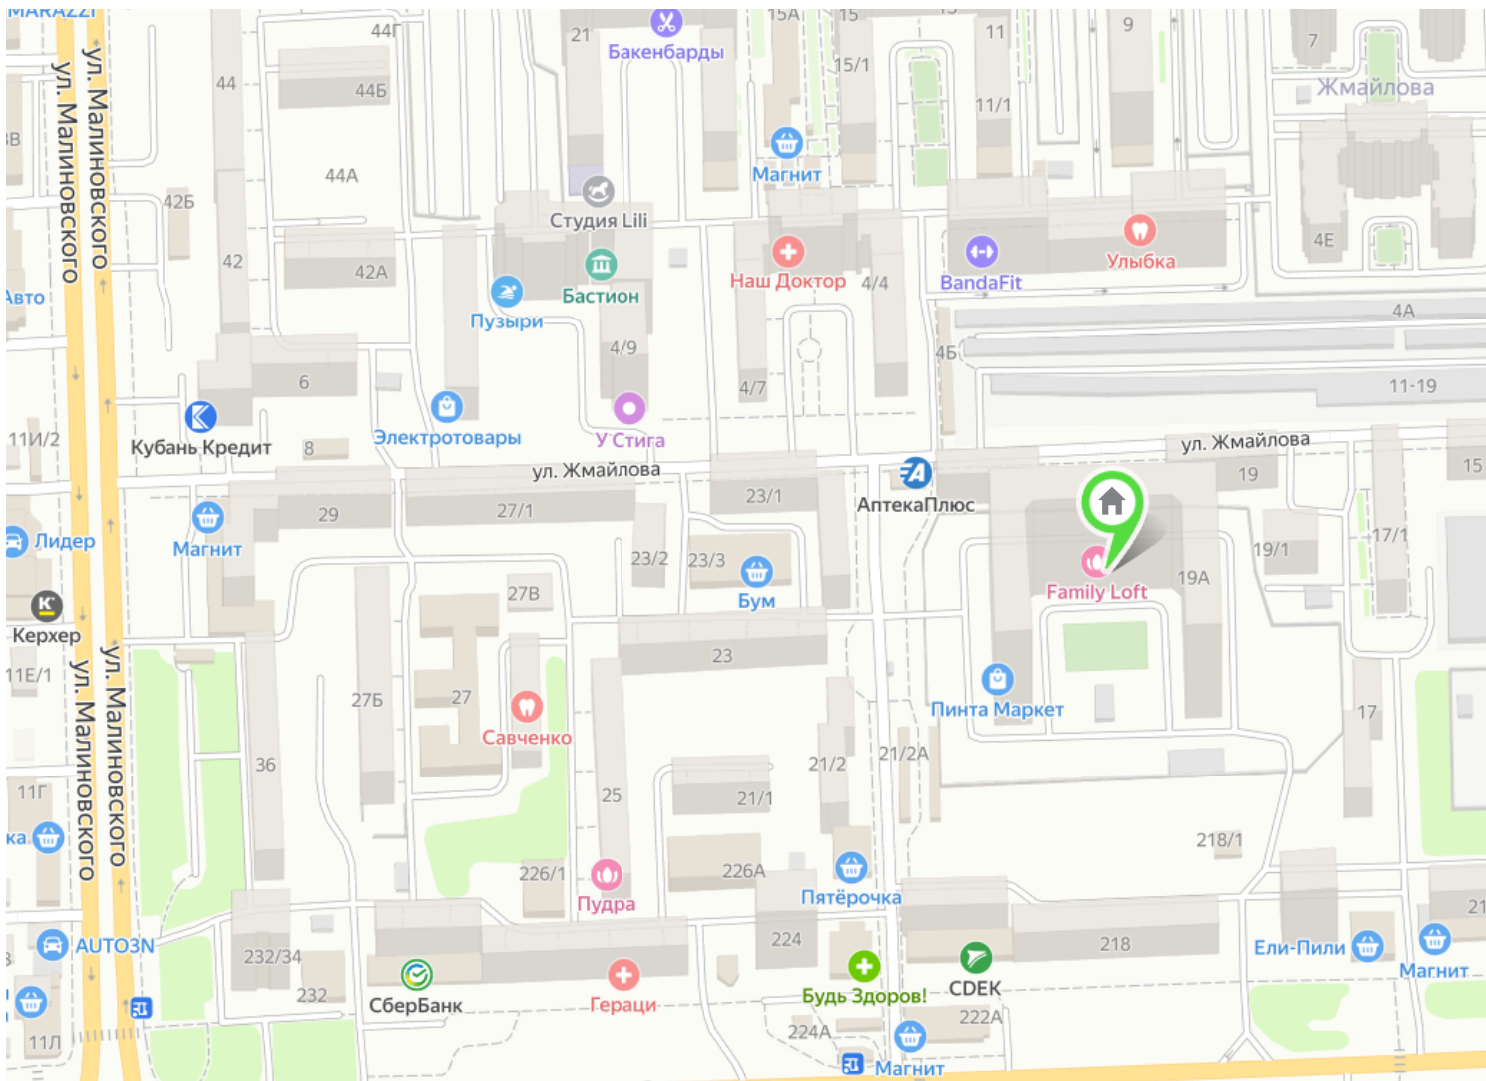 MARAZZI
44Г
21
Бакенбарды
15А
15
11
9
7
Жмайлова
ул. Малиновского
ул. Малиновского
44
44Б
15/1
11/1
44А
Магнит
42Б
Студия Lili
4Е
42
42А
Бастион
Наш Доктор
4/4
BandaFit
Улыбка
Авто
Пузыри
4А
4/9
4Б
6
4/7
11-19
11И/2
Кубань Кредит
8
Электротовары
У Стига
ул. Жмайлова
ул. Жмайлова
15
19
АптекаПлюс
23/1
27/1
29
Магнит
Лидер
23/2
23/3
19/1
17/1
19А
Family Loft
Бум
27В
Керхер
23
11Е/1
27Б
27
Савченко
Пинта Маркет
17
ул. Малиновского
ул. Малиновского
36
21/2
21/2А
25
21/1
11Г
ка
218/1
226/1
226А
Пятёрочка
Пудра
21
AUTO3N
232/34
224
218
Ели-Пили
Магнит
232
СберБанк
Гераци
Будь Здоров!
CDEK
222А
224А
11Л
Магнит